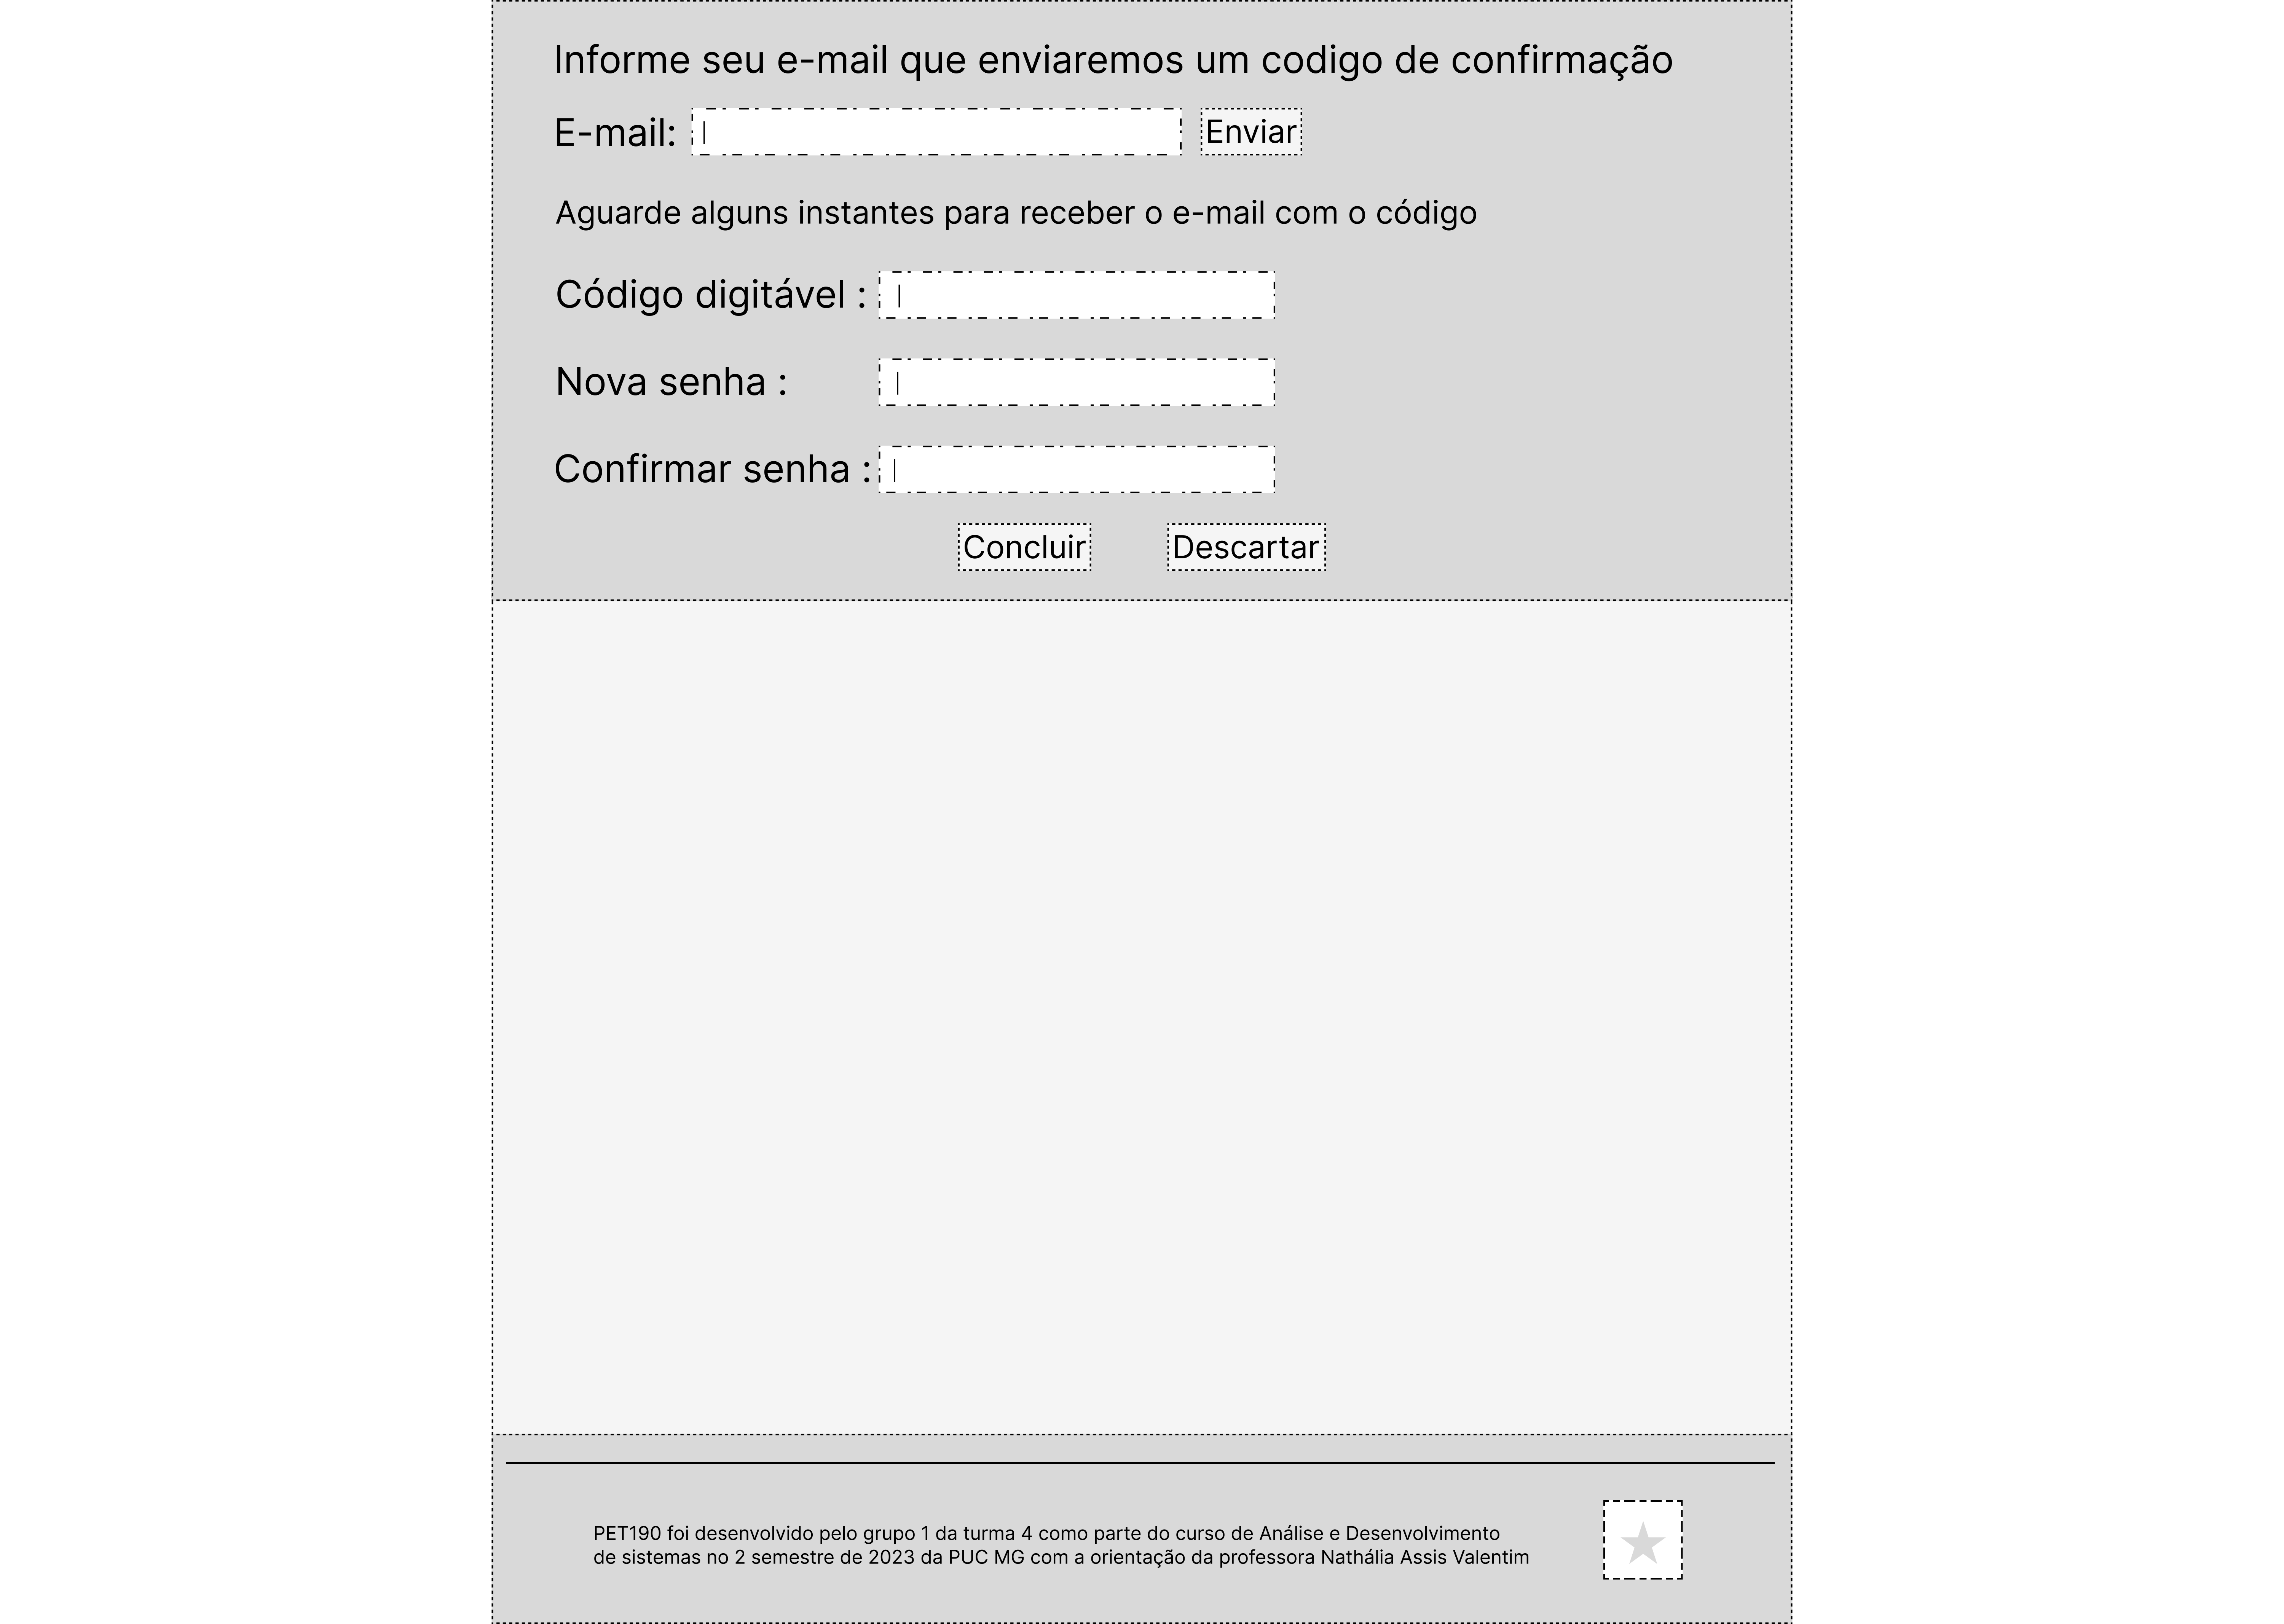 Informe seu e-mail que enviaremos um codigo de confirmação
E-mail:
Enviar
Aguarde alguns instantes para receber o e-mail com o código
Código digitável :
Nova senha :
Confirmar senha :
Concluir
Descartar
PET190 foi desenvolvido pelo grupo 1 da turma 4 como parte do curso de Análise e Desenvolvimento
de sistemas no 2 semestre de 2023 da PUC MG com a orientação da professora Nathália Assis Valentim